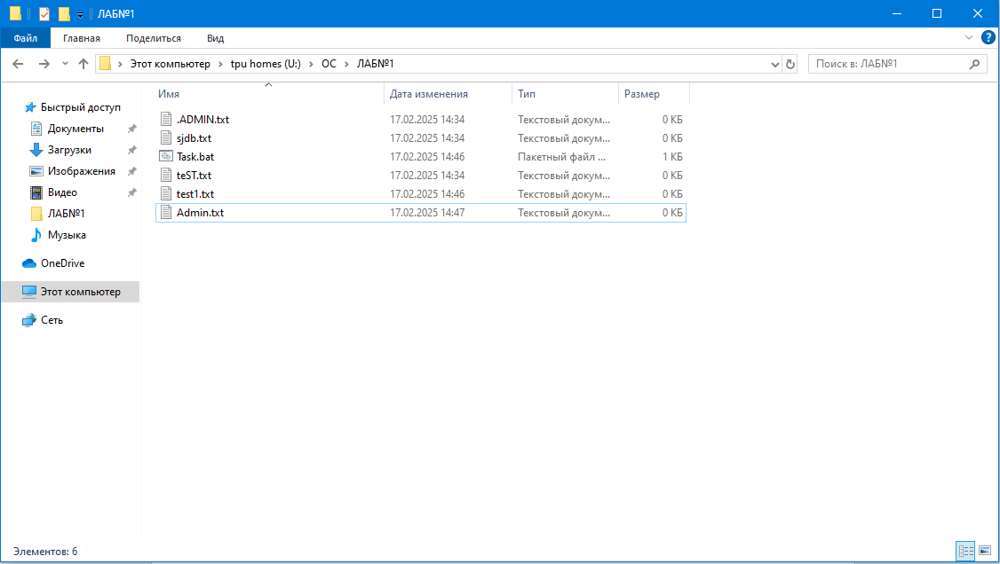 ЛАБ№1
Файл Главная Поделиться Вид
Этот компьютер tpu homes (U:) ОС ЛАБ№1 Поиск в: ЛАБ№1
Имя Дата изменения Тип Размер
.ADMIN.txt 17.02.2025 14:34 Текстовый докум... 0 КБ
sjdb.txt 17.02.2025 14:34 Текстовый докум... 0 КБ
Task.bat 17.02.2025 14:46 Пакетный файл ... 1 КБ
teST.txt 17.02.2025 14:34 Текстовый докум... 0 КБ
test1.txt 17.02.2025 14:46 Текстовый докум... 0 КБ
Admin.txt 17.02.2025 14:47 Текстовый докум... 0 КБ
Быстрый доступ
Документы
Загрузки
Изображения
Видео
ЛАБ№1
Музыка
OneDrive
Этот компьютер
Сеть
Элементов: 6